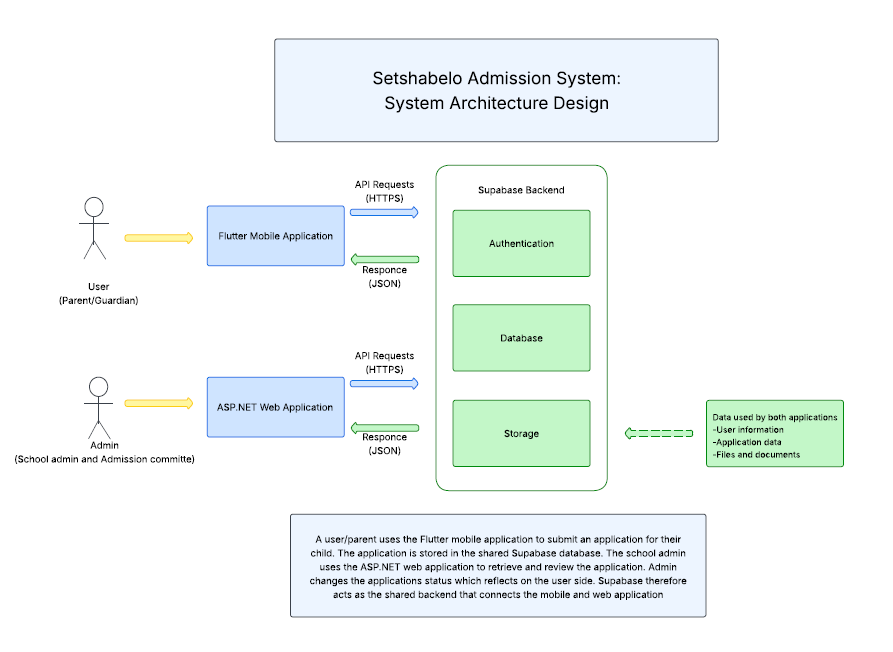 Setshabelo Admission System:
System Architecture Design
API Requests
(HTTPS)
Supabase Backend
Flutter Mobile Application
Authentication
Responce
(JSON)
User
(Parent/Guardian)
Database
API Requests
(HTTPS)
ASP.NET Web Application
Responce
(JSON)
Storage
Admin
(School admin and Admission committe)
Data used by both applications
-User information
-Application data
-Files and documents
A user/parent uses the Flutter mobile application to submit an application for their
child. The application is stored in the shared Supabase database. The school admin
uses the ASP.NET web application to retrieve and review the application. Admin
changes the applications status which reflects on the user side. Supabase therefore
acts as the shared backend that connects the mobile and web application